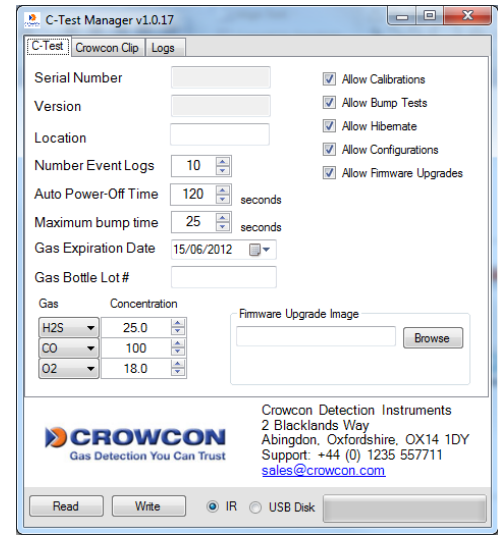 C-Test Manager v1.0.17
C-Test Crowcon Clip Logs
Serial Number
Version
Location
Number Event Logs 10
Auto Power-Off Time 120 seconds
Maximum bump time 25 seconds
Gas Expiration Date 15/06/2012
Gas Bottle Lot #
Allow Calibrations
Allow Bump Tests
Allow Hibernate
Allow Configurations
Allow Firmware Upgrades
Gas Concentration
H2S 25.0
CO 100
O2 18.0
Firmware Upgrade Image
Browse
CROWCON
Gas Detection You Can Trust
Crowcon Detection Instruments
2 Blacklands Way
Abingdon, Oxfordshire, OX14 1DY
Support: +44 (0) 1235 557711
sales@crowcon.com
Read Write IR USB Disk